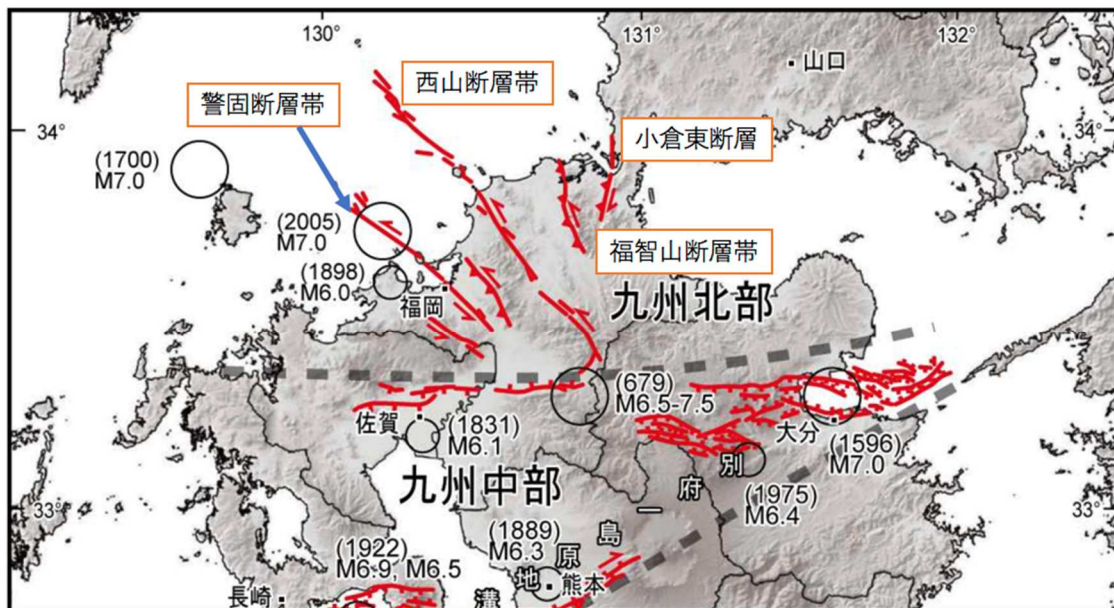 130°
131°
132°
山口
西山断層帯
警固断層帯
34°
34°
小倉東断層
(1700)
M7.0
(2005)
M7.0
福智山断層帯
(1898)
M6.0
福岡
九州北部
(679)
M6.5-7.5
佐賀
(1831)
M6.1
大分
(1596)
M7.0
九州中部
別
府
ー
島
原
地
溝
(1975)
M6.4
33°
33°
(1889)
M6.3
熊本
(1922)
M6.9, M6.5
長崎